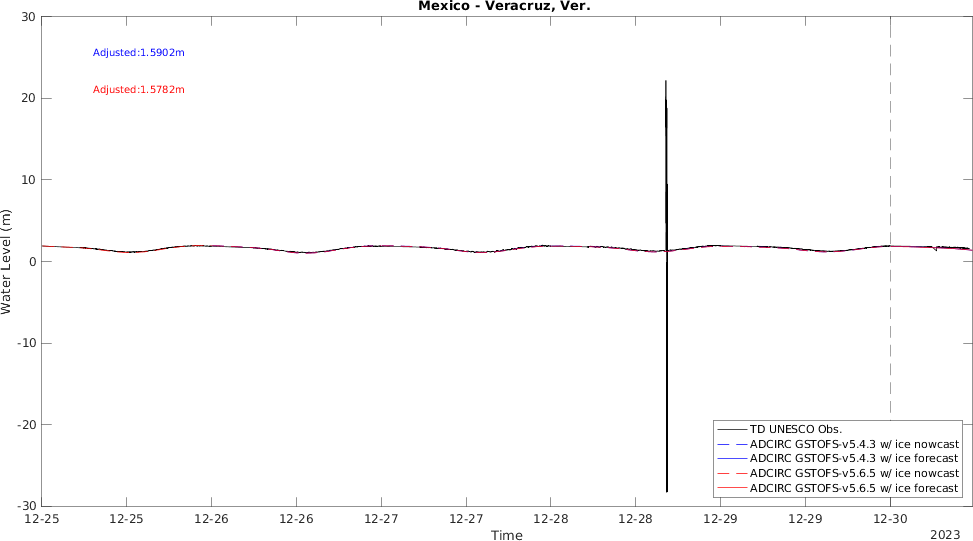 Mexico - Veracruz, Ver.
30
Adjusted:1.5902m
Adjusted:1.5782m
20
10
0
-10
-20
-30
Water Level (m)
TD UNESCO Obs.
ADCIRC GSTOFS-v5.4.3 w/ ice nowcast
ADCIRC GSTOFS-v5.4.3 w/ ice forecast
ADCIRC GSTOFS-v5.6.5 w/ ice nowcast
ADCIRC GSTOFS-v5.6.5 w/ ice forecast
12-25 12-25 12-26 12-26 12-27 12-27 12-28 12-28 12-29 12-29 12-30
Time
2023